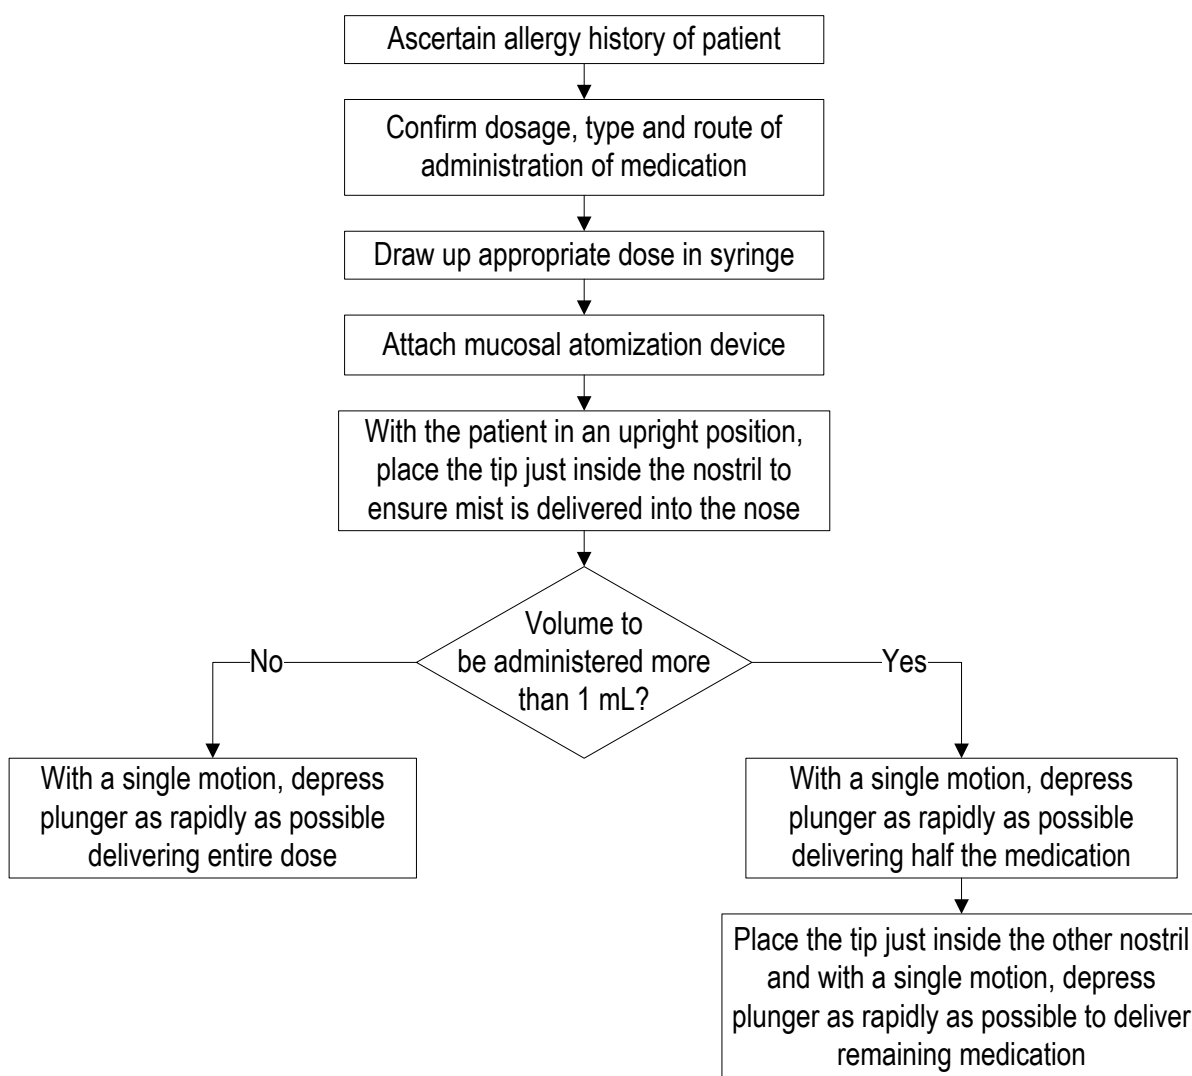 Ascertain allergy history of patient
Confirm dosage, type and route of
administration of medication
Draw up appropriate dose in syringe
Attach mucosal atomization device
With the patient in an upright position,
place the tip just inside the nostril to
ensure mist is delivered into the nose
Volume to
be administered more
than 1 mL?
No
Yes
With a single motion, depress
plunger as rapidly as possible
delivering entire dose
With a single motion, depress
plunger as rapidly as possible
delivering half the medication
Place the tip just inside the other nostril
and with a single motion, depress
plunger as rapidly as possible to deliver
remaining medication